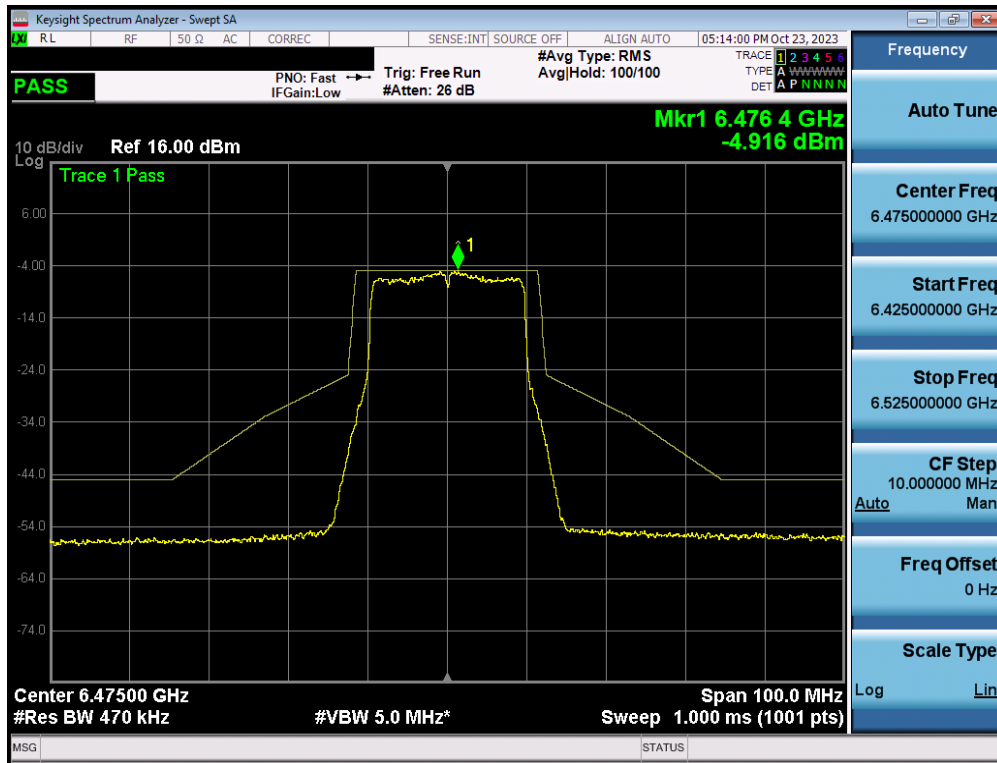 Keysight Spectrum Analyzer - Swept SA
LXI RL RF 50 Ω AC CORREC SENSE:INT SOURCE OFF ALIGN AUTO 05:14:00 PM Oct 23, 2023
PASS
PNO: Fast
IFGain:Low
Trig: Free Run
#Atten: 26 dB
#Avg Type: RMS
Avg|Hold: 100/100
TRACE 1 2 3 4 5 6
TYPE A WWWWW
DET A P N N N N
Mkr1 6.476 4 GHz
-4.916 dBm
10 dB/div Ref 16.00 dBm
Log
Trace 1 Pass
1
6.00
-4.00
-14.0
-24.0
-34.0
-44.0
-54.0
-64.0
-74.0
Center 6.47500 GHz Span 100.0 MHz
#Res BW 470 kHz #VBW 5.0 MHz* Sweep 1.000 ms (1001 pts)
MSG STATUS
Frequency
Auto Tune
Center Freq
6.475000000 GHz
Start Freq
6.425000000 GHz
Stop Freq
6.525000000 GHz
CF Step
10.000000 MHz
Auto Man
Freq Offset
0 Hz
Scale Type
Log Lin